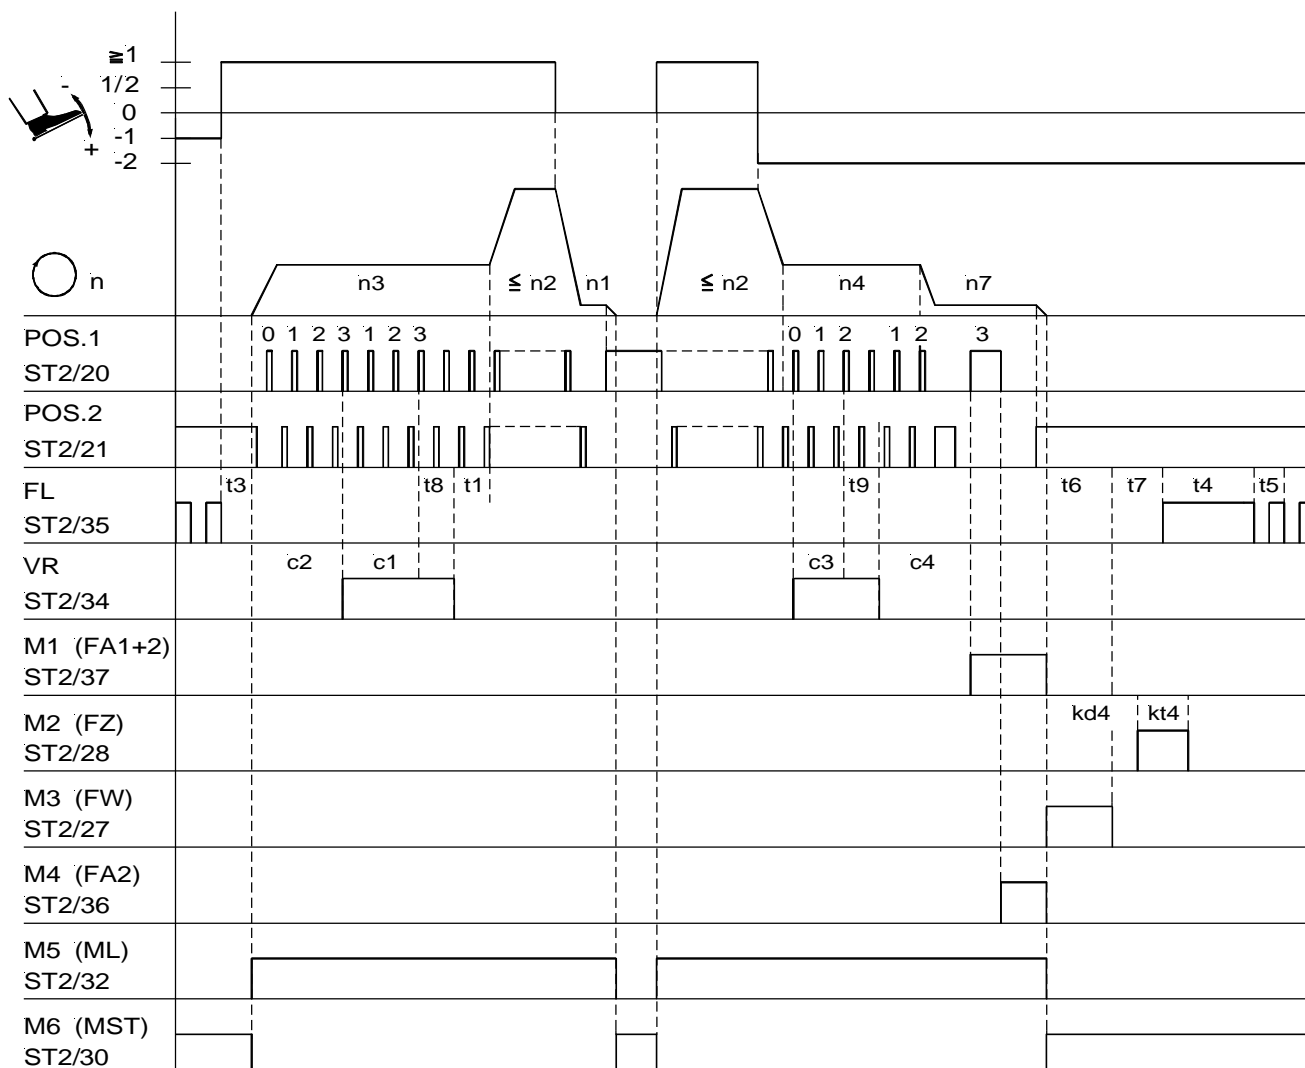 ≧1
- 1/2
0
-1
+
-2
n
n3
≦ n2
n1
≦ n2
n4
n7
POS.1
0 1 2 3 1 2 3
0 1 2 1 2 3
ST2/20
POS.2
ST2/21
FL
t3
t8
t1
t9
t6
t7
t4
t5
ST2/35
VR
c2
c1
c3
c4
ST2/34
M1 (FA1+2)
ST2/37
M2 (FZ)
kd4
kt4
ST2/28
M3 (FW)
ST2/27
M4 (FA2)
ST2/36
M5 (ML)
ST2/32
M6 (MST)
ST2/30